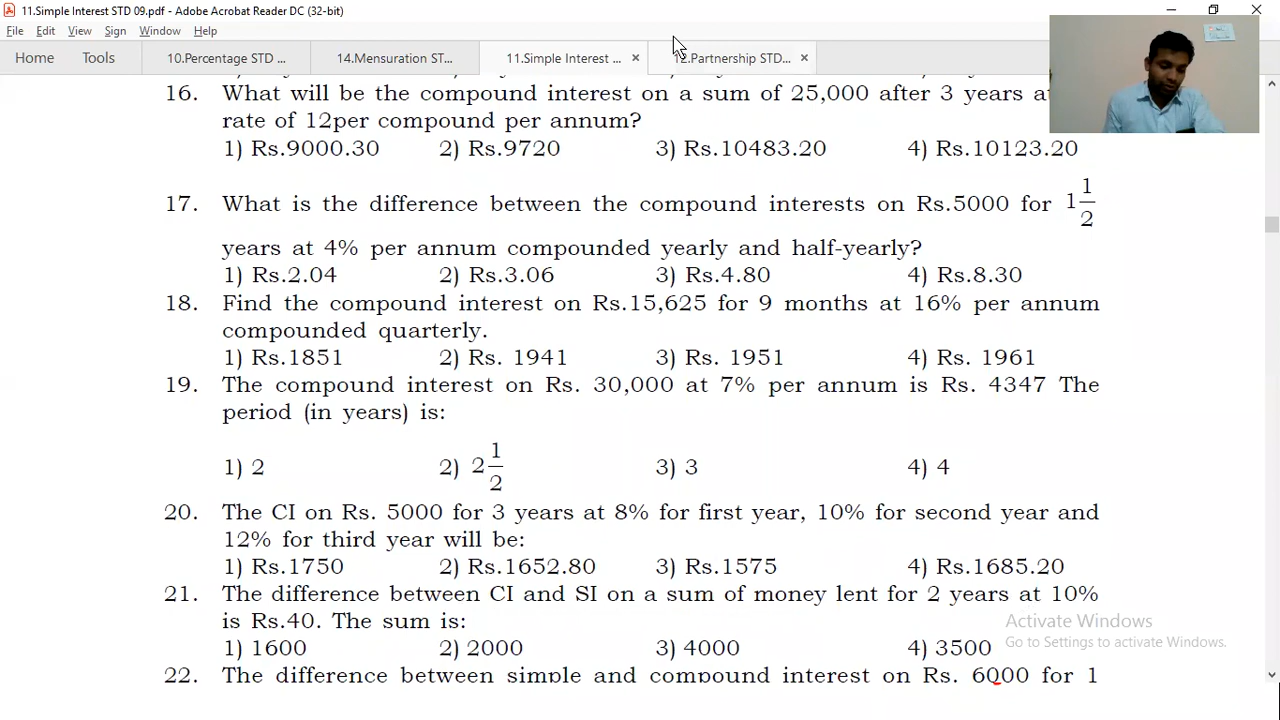 11.Simple Interest STD 09.pdf - Adobe Acrobat Reader DC (32-bit)
File Edit View Sign Window Help
Home Tools 10.Percentage STD ... 14.Mensuration ST... 11.Simple Interest ... × 12.Partnership STD... ×
16. What will be the compound interest on a sum of 25,000 after 3 years at
rate of 12per compound per annum?
1) Rs.9000.30 2) Rs.9720 3) Rs.10483.20 4) Rs.10123.20
17. What is the difference between the compound interests on Rs.5000 for 1 1/2
years at 4% per annum compounded yearly and half-yearly?
1) Rs.2.04 2) Rs.3.06 3) Rs.4.80 4) Rs.8.30
18. Find the compound interest on Rs.15,625 for 9 months at 16% per annum
compounded quarterly.
1) Rs.1851 2) Rs. 1941 3) Rs. 1951 4) Rs. 1961
19. The compound interest on Rs. 30,000 at 7% per annum is Rs. 4347 The
period (in years) is:
1) 2 2) 2 1/2 3) 3 4) 4
20. The CI on Rs. 5000 for 3 years at 8% for first year, 10% for second year and
12% for third year will be:
1) Rs.1750 2) Rs.1652.80 3) Rs.1575 4) Rs.1685.20
21. The difference between CI and SI on a sum of money lent for 2 years at 10%
is Rs.40. The sum is:
1) 1600 2) 2000 3) 4000 4) 3500
22. The difference between simple and compound interest on Rs. 6000 for 1
Activate Windows
Go to Settings to activate Windows.